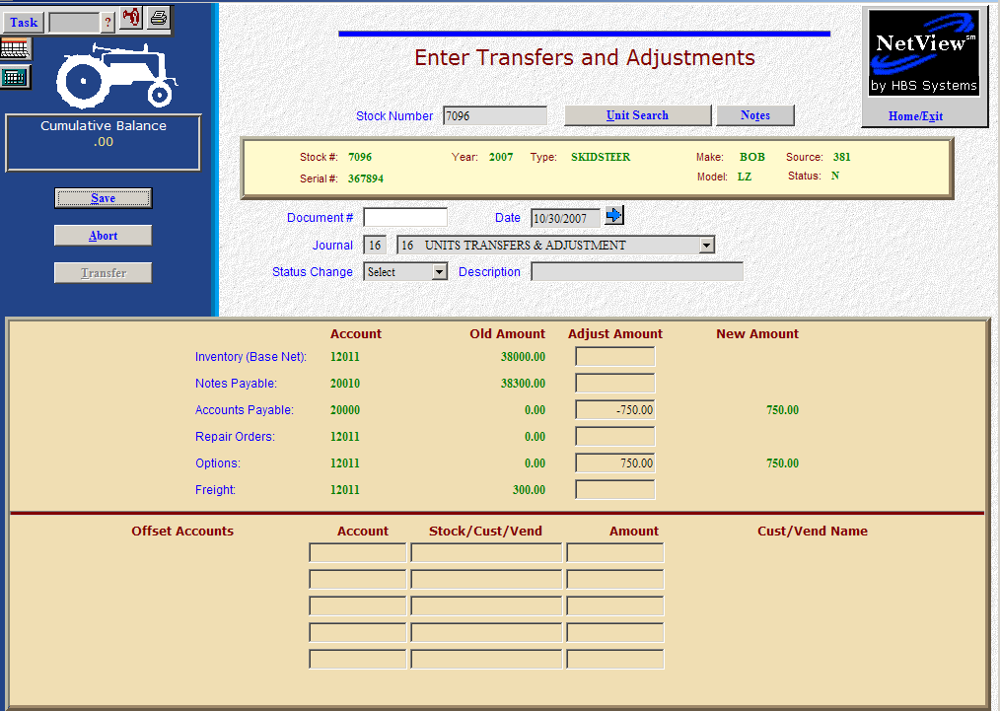 Task ?
Cumulative Balance
.00
Save
Abort
Transfer
Enter Transfers and Adjustments
NetView SM
by HBS Systems
Home/Exit
Stock Number 7096 Unit Search Notes
Stock #: 7096 Year: 2007 Type: SKIDSTEER Make: BOB Source: 381
Serial #: 367894 Model: LZ Status: N
Document # Date 10/30/2007
Journal 16 16 UNITS TRANSFERS & ADJUSTMENT
Status Change Select Description
Account Old Amount Adjust Amount New Amount
Inventory (Base Net): 12011 38000.00
Notes Payable: 20010 38300.00
Accounts Payable: 20000 0.00 -750.00 750.00
Repair Orders: 12011 0.00
Options: 12011 0.00 750.00 750.00
Freight: 12011 300.00
Offset Accounts Account Stock/Cust/Vend Amount Cust/Vend Name